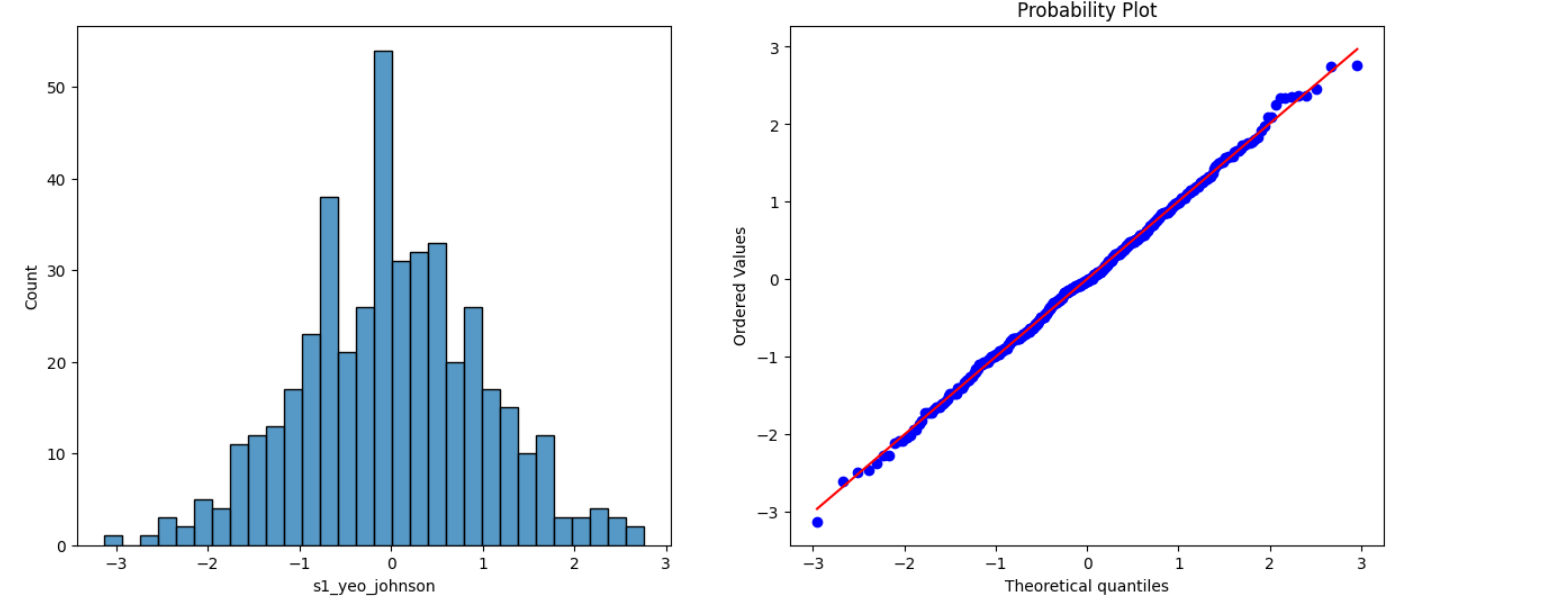 Count
50
40
30
20
10
0
−3 −2 −1 0 1 2 3
s1_yeo_johnson
Probability Plot
Ordered Values
3
2
1
0
−1
−2
−3
−3 −2 −1 0 1 2 3
Theoretical quantiles